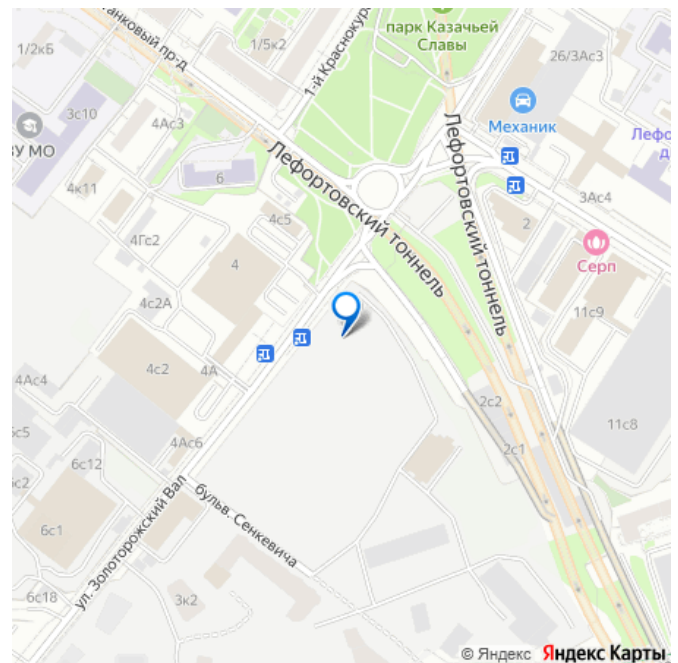 парк Казачьей
Славы
1/2кБ
1/5к2
1-й Краснокур
анковый пр-д
26/3Ас3
Механик
3с10
4Ас3
ВУ МО
Лефо
д
Лефортовский тоннель
Лефортовский тоннель
6
4к11
4с5
3Ас4
2
4Гс2
4
Серп
4с2А
11с9
4с2
4А
4Ас4
2с2
11с8
4Ас6
2с1
6с5
6с12
6с2
бульв. Сенкевича
ул. Золоторожский Вал
6с1
3к2
6с18
© Яндекс Яндекс Карты